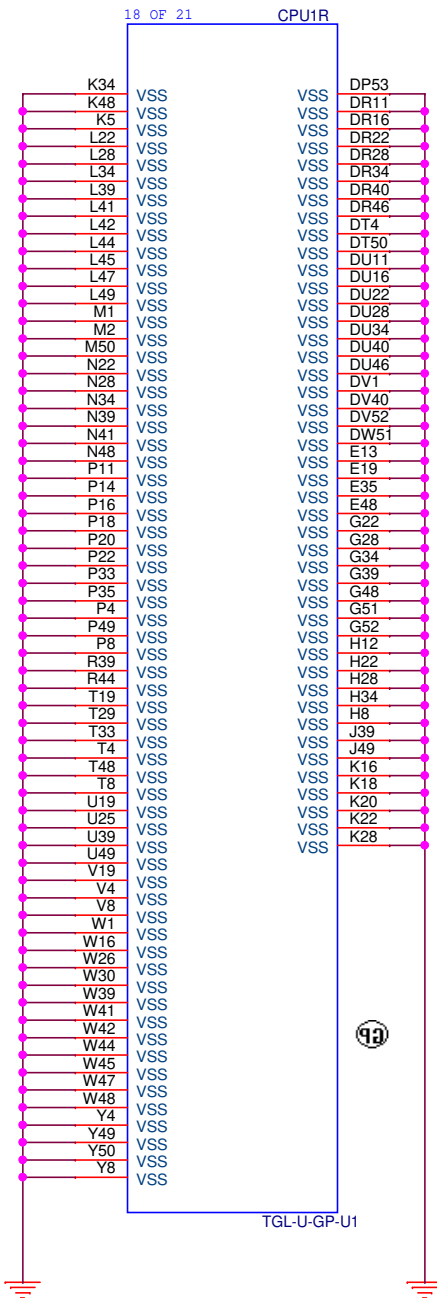 18 OF 21 CPU1R
K34 VSS VSS DP53
K48 VSS VSS DR11
K5 VSS VSS DR16
L22 VSS VSS DR22
L28 VSS VSS DR28
L34 VSS VSS DR34
L39 VSS VSS DR40
L41 VSS VSS DR46
L42 VSS VSS DT4
L44 VSS VSS DT50
L45 VSS VSS DU11
L47 VSS VSS DU16
L49 VSS VSS DU22
M1 VSS VSS DU28
M2 VSS VSS DU34
M50 VSS VSS DU40
N22 VSS VSS DU46
N28 VSS VSS DV1
N34 VSS VSS DV40
N39 VSS VSS DV52
N41 VSS VSS DW51
N48 VSS VSS E13
P11 VSS VSS E19
P14 VSS VSS E35
P16 VSS VSS E48
P18 VSS VSS G22
P20 VSS VSS G28
P22 VSS VSS G34
P33 VSS VSS G39
P35 VSS VSS G48
P4 VSS VSS G51
P49 VSS VSS G52
P8 VSS VSS H12
R39 VSS VSS H22
R44 VSS VSS H28
T19 VSS VSS H34
T29 VSS VSS H8
T33 VSS VSS J39
T4 VSS VSS J49
T48 VSS VSS K16
T8 VSS VSS K18
U19 VSS VSS K20
U25 VSS VSS K22
U39 VSS VSS K28
U49 VSS
V19 VSS
V4 VSS
V8 VSS
W1 VSS
W16 VSS
W26 VSS
W30 VSS
W39 VSS
W41 VSS
W42 VSS
W44 VSS
W45 VSS
W47 VSS
W48 VSS
Y4 VSS
Y49 VSS
Y50 VSS
Y8 VSS
TGL-U-GP-U1